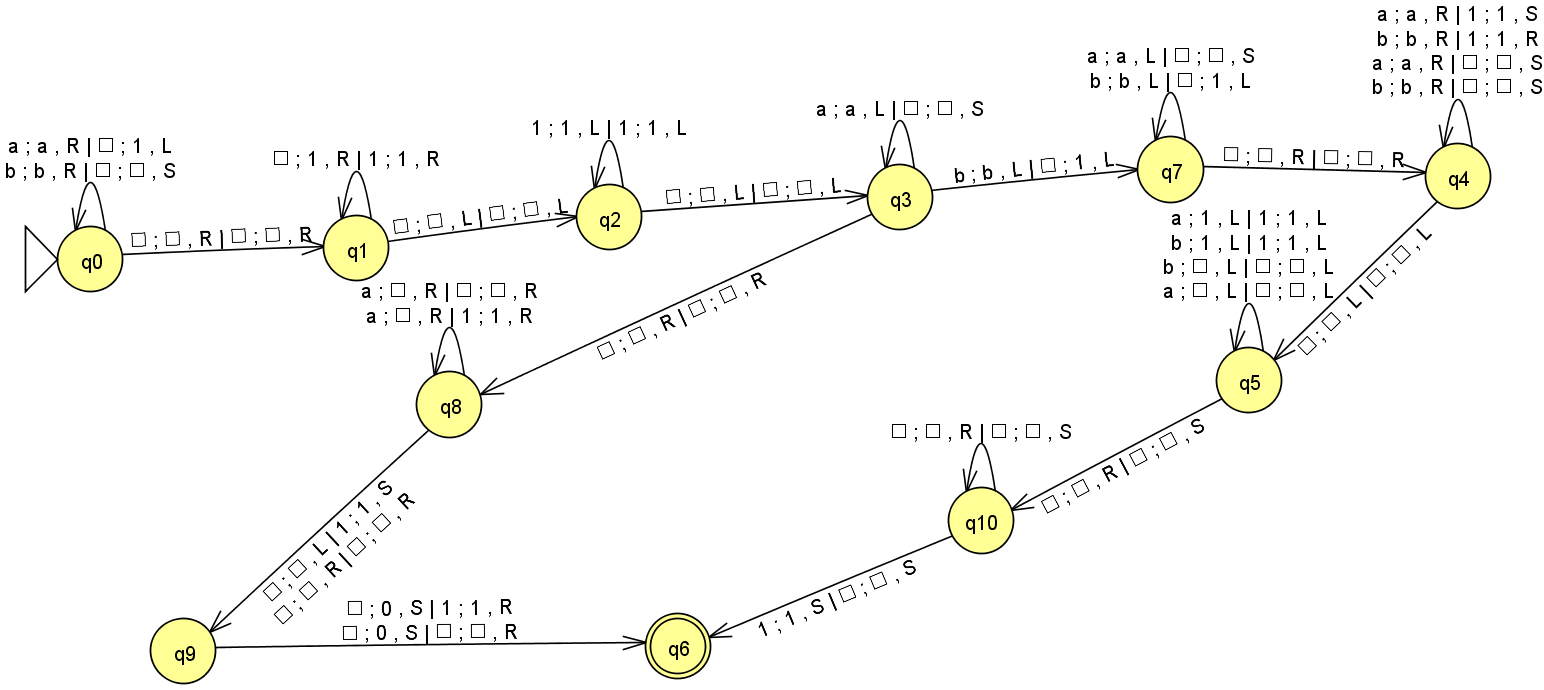 a ; a , R | □ ; 1 , L
b ; b , R | □ ; □ , S
q0
□ ; □ , R | □ ; □ , R
□ ; 1 , R | 1 ; 1 , R
q1
□ ; □ , L | □ ; □ , L
1 ; 1 , L | 1 ; 1 , L
q2
□ ; □ , L | □ ; □ , L
a ; a , L | □ ; □ , S
q3
b ; b , L | □ ; 1 , L
a ; a , L | □ ; □ , S
b ; b , L | □ ; 1 , L
q7
□ ; □ , R | □ ; □ , R
a ; a , R | 1 ; 1 , S
b ; b , R | 1 ; 1 , R
a ; a , R | □ ; □ , S
b ; b , R | □ ; □ , S
q4
□ ; □ , L | □ ; □ , L
a ; 1 , L | 1 ; 1 , L
b ; 1 , L | 1 ; 1 , L
b ; □ , L | □ ; □ , L
a ; □ , L | □ ; □ , L
q5
□ ; □ , R | □ ; □ , R
a ; □ , R | □ ; □ , R
a ; □ , R | 1 ; 1 , R
q8
□ ; □ , R | □ ; □ , S
□ ; □ , R | □ ; □ , S
q10
□ ; □ , L | 1 ; 1 , S
□ ; □ , R | □ ; □ , R
1 ; 1 , S | □ ; □ , S
□ ; 0 , S | 1 ; 1 , R
□ ; 0 , S | □ ; □ , R
q9
q6